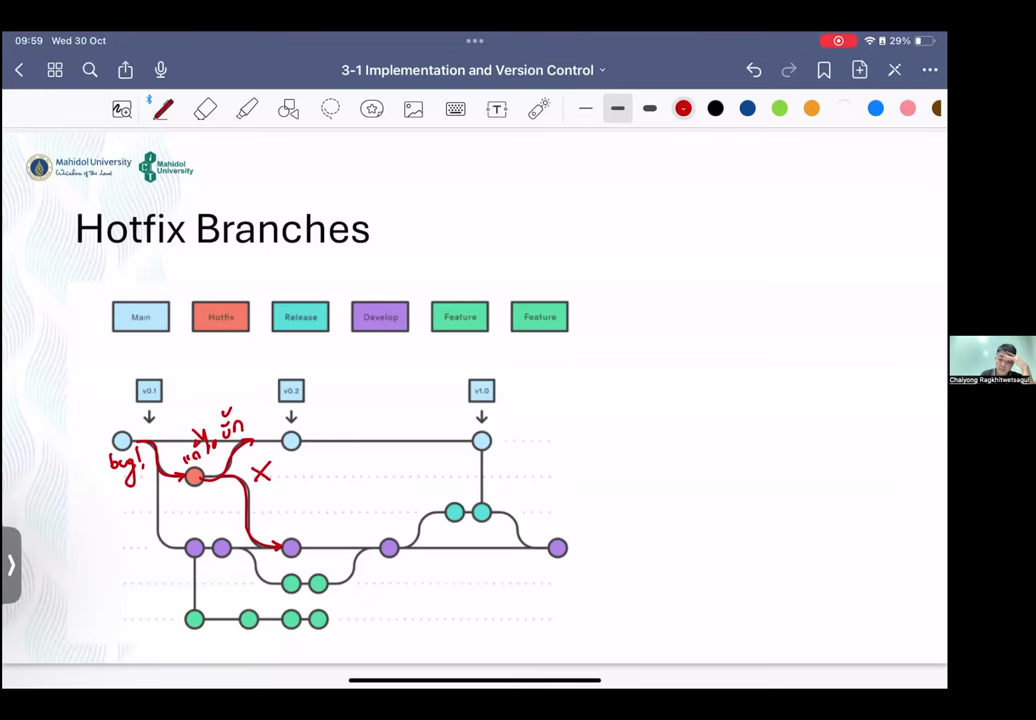 09:59 Wed 30 Oct
29%
3-1 Implementation and Version Control
Mahidol University
Wisdom of the Land
Mahidol
University
Hotfix Branches
Main Hotfix Release Develop Feature Feature
v0.1 v0.2 v1.0
bug!
Chaiyong Ragkhitwetsagul